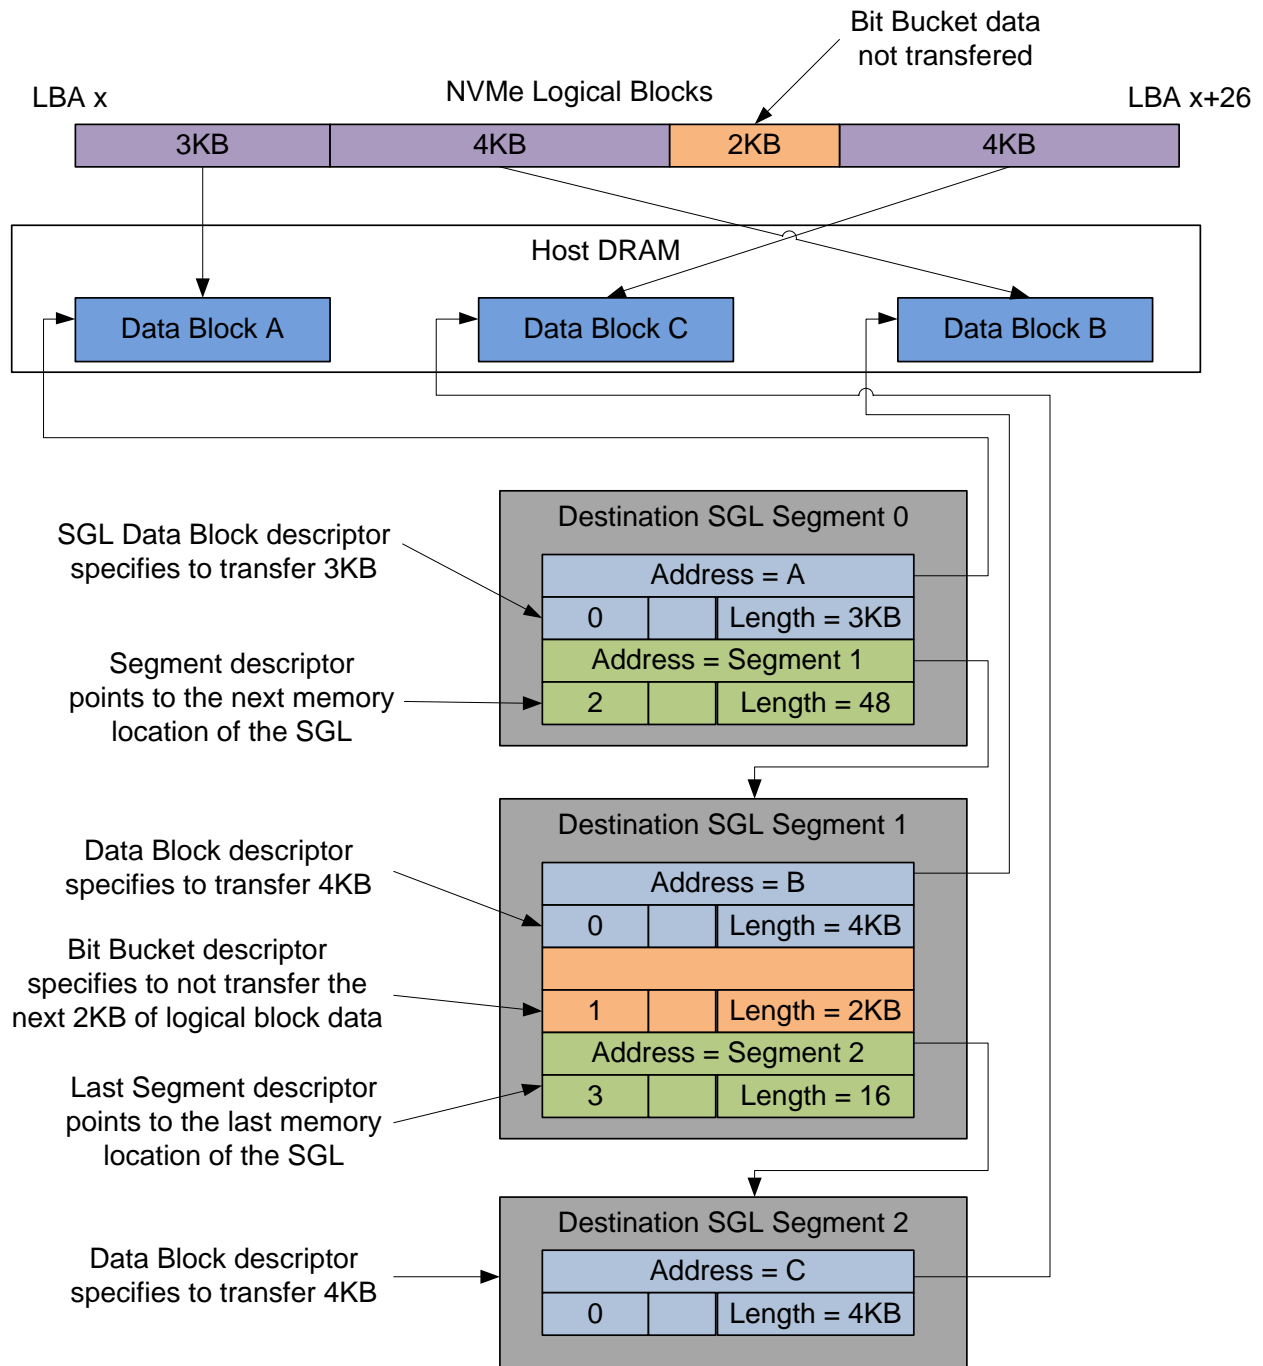 Bit Bucket data
not transfered
LBA x
NVMe Logical Blocks
LBA x+26
3KB
4KB
2KB
4KB
Host DRAM
Data Block A
Data Block C
Data Block B
Destination SGL Segment 0
SGL Data Block descriptor
specifies to transfer 3KB
Address = A
0
Length = 3KB
Segment descriptor
points to the next memory
location of the SGL
Address = Segment 1
2
Length = 48
Destination SGL Segment 1
Data Block descriptor
specifies to transfer 4KB
Address = B
0
Length = 4KB
Bit Bucket descriptor
specifies to not transfer the
next 2KB of logical block data
1
Length = 2KB
Address = Segment 2
Last Segment descriptor
points to the last memory
location of the SGL
3
Length = 16
Destination SGL Segment 2
Data Block descriptor
specifies to transfer 4KB
Address = C
0
Length = 4KB